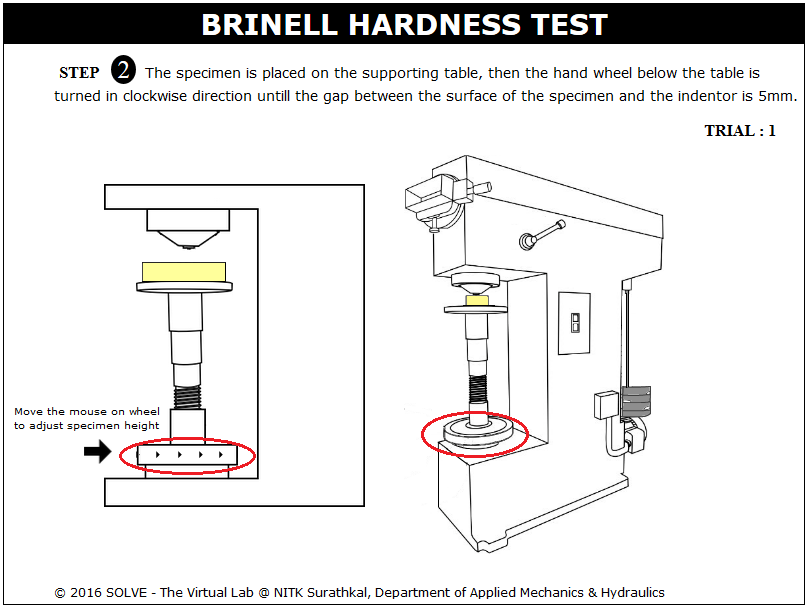 BRINELL HARDNESS TEST
STEP 2 The specimen is placed on the supporting table, then the hand wheel below the table is
turned in clockwise direction untill the gap between the surface of the specimen and the indentor is 5mm.
TRIAL : 1
Move the mouse on wheel
to adjust specimen height
© 2016 SOLVE - The Virtual Lab @ NITK Surathkal, Department of Applied Mechanics & Hydraulics